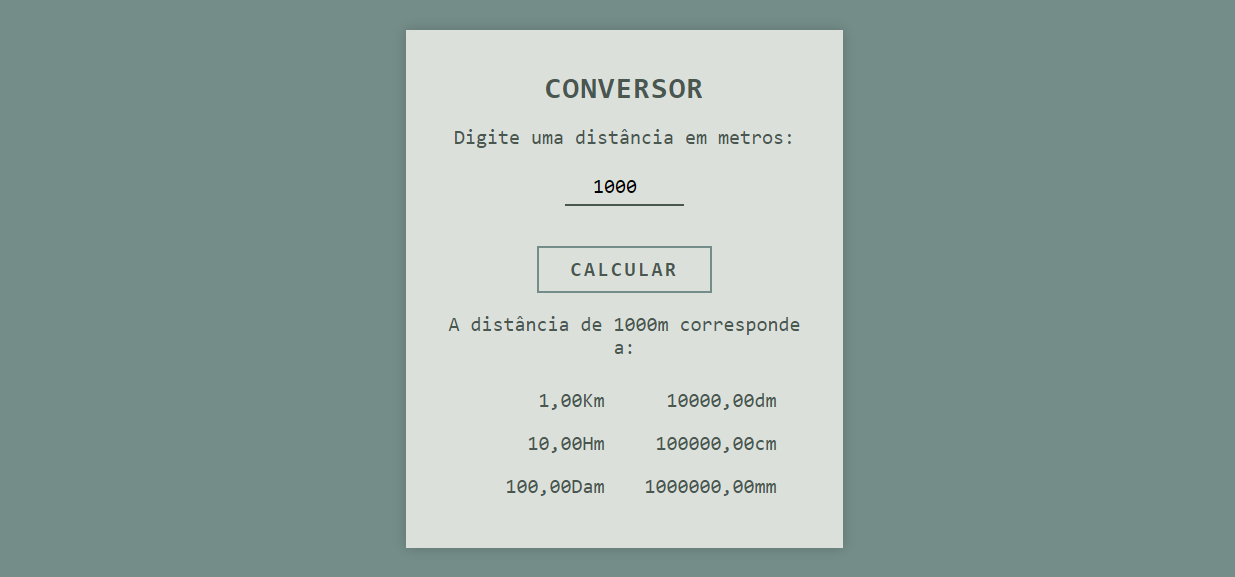 CONVERSOR
Digite uma distância em metros:
1000
CALCULAR
A distância de 1000m corresponde
a:
1,00Km 10000,00dm
10,00Hm 100000,00cm
100,00Dam 1000000,00mm